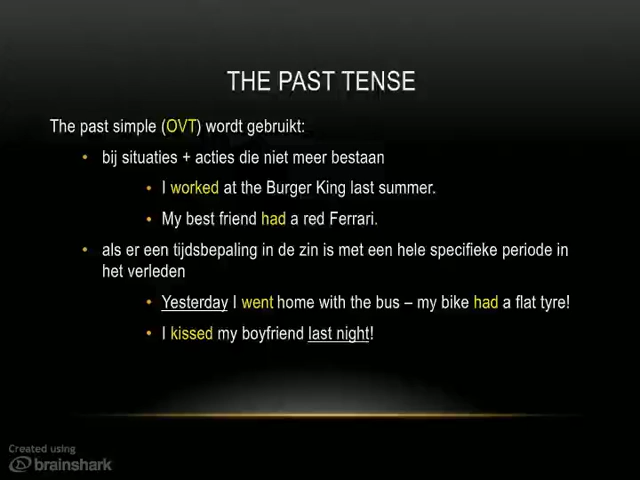 THE PAST TENSE
The past simple (OVT) wordt gebruikt:
• bij situaties + acties die niet meer bestaan
• I worked at the Burger King last summer.
• My best friend had a red Ferrari.
• als er een tijdsbepaling in de zin is met een hele specifieke periode in
het verleden
• Yesterday I went home with the bus – my bike had a flat tyre!
• I kissed my boyfriend last night!
Created using
brainshark